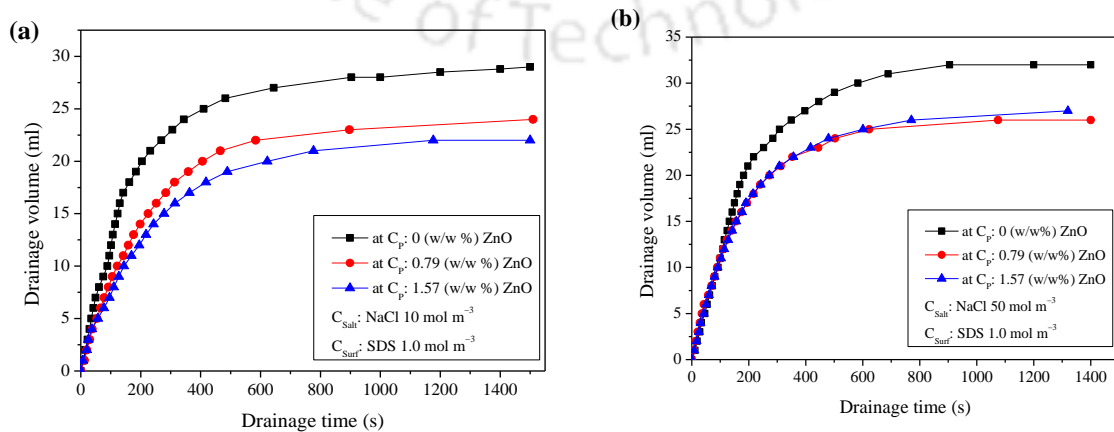 of Technol
(a)
30
25
20
15
10
5
0
Drainage volume (ml)
at C_P: 0 (w/w %) ZnO
at C_P: 0.79 (w/w %) ZnO
at C_P: 1.57 (w/w %) ZnO
C_Salt: NaCl 10 mol m⁻³
C_Surf: SDS 1.0 mol m⁻³
0 200 400 600 800 1000 1200 1400
Drainage time (s)
(b)
35
30
25
20
15
10
5
0
Drainage volume (ml)
at C_P: 0 (w/w%) ZnO
at C_P: 0.79 (w/w%) ZnO
at C_P: 1.57 (w/w%) ZnO
C_Salt: NaCl 50 mol m⁻³
C_Surf: SDS 1.0 mol m⁻³
0 200 400 600 800 1000 1200 1400
Drainage time (s)